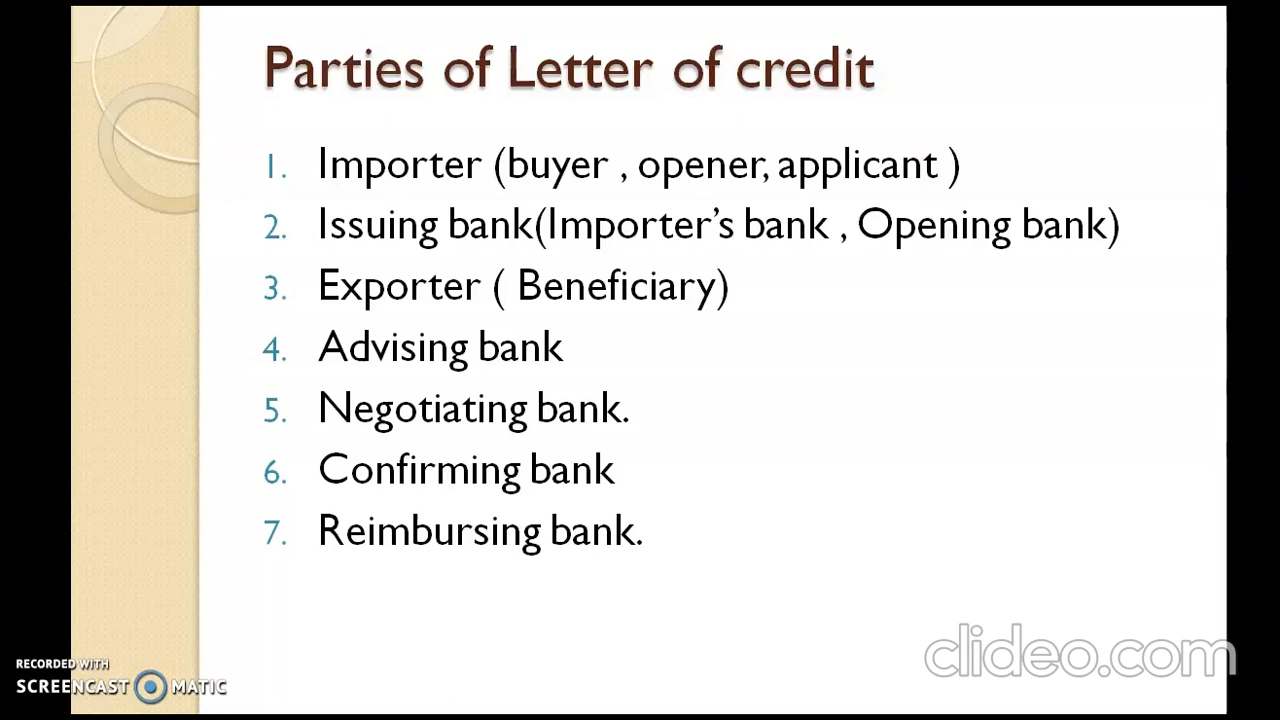 Parties of Letter of credit
1. Importer (buyer , opener, applicant )
2. Issuing bank(Importer’s bank , Opening bank)
3. Exporter ( Beneficiary)
4. Advising bank
5. Negotiating bank.
6. Confirming bank
7. Reimbursing bank.
clideo.com
RECORDED WITH
SCREENCAST MATIC